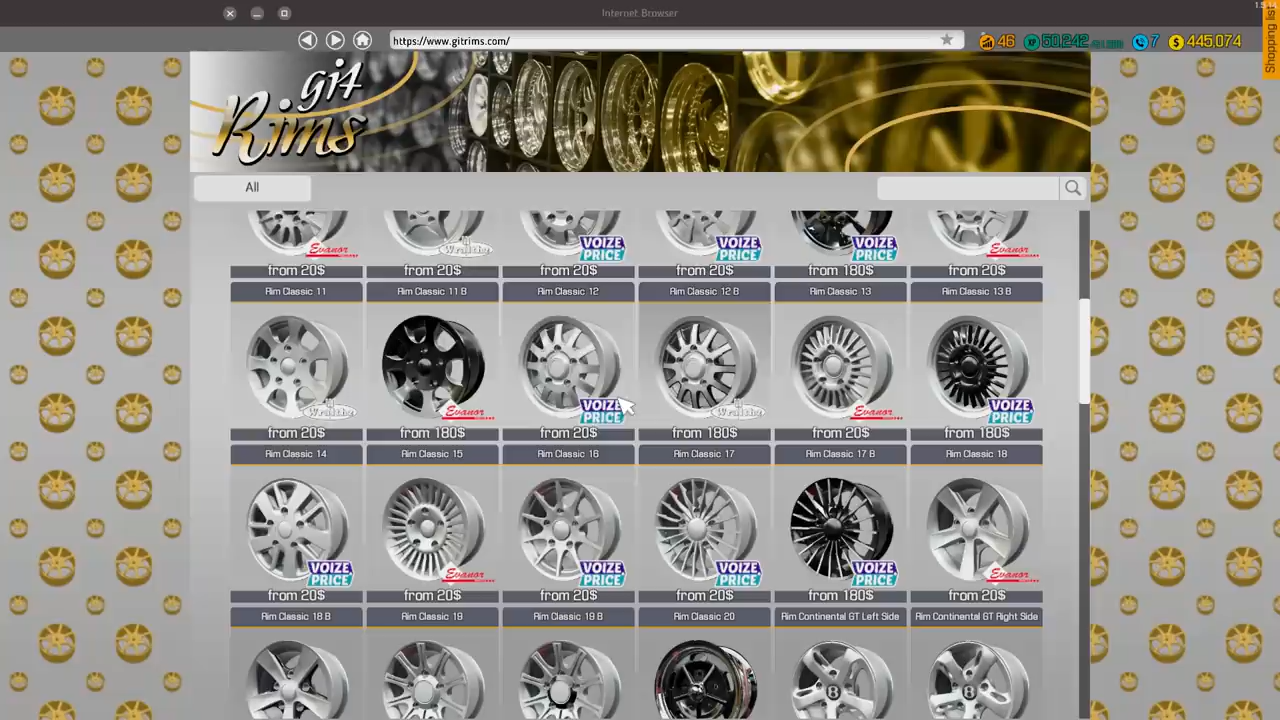 Internet Browser
1.5.14
Shopping list
https://www.gitrims.com/
46
50,242
7
445,074
git
Rims
All
Evanor
Wraithe
VOIZE PRICE
VOIZE PRICE
VOIZE PRICE
Evanor
from 20$
from 20$
from 20$
from 20$
from 180$
from 20$
Rim Classic 11
Rim Classic 11 B
Rim Classic 12
Rim Classic 12 B
Rim Classic 13
Rim Classic 13 B
Wraithe
Evanor
VOIZE PRICE
Wraithe
Evanor
VOIZE PRICE
from 20$
from 180$
from 20$
from 180$
from 20$
from 180$
Rim Classic 14
Rim Classic 15
Rim Classic 16
Rim Classic 17
Rim Classic 17 B
Rim Classic 18
VOIZE PRICE
Evanor
VOIZE PRICE
VOIZE PRICE
VOIZE PRICE
Evanor
from 20$
from 20$
from 20$
from 20$
from 180$
from 20$
Rim Classic 18 B
Rim Classic 19
Rim Classic 19 B
Rim Classic 20
Rim Continental GT Left Side
Rim Continental GT Right Side